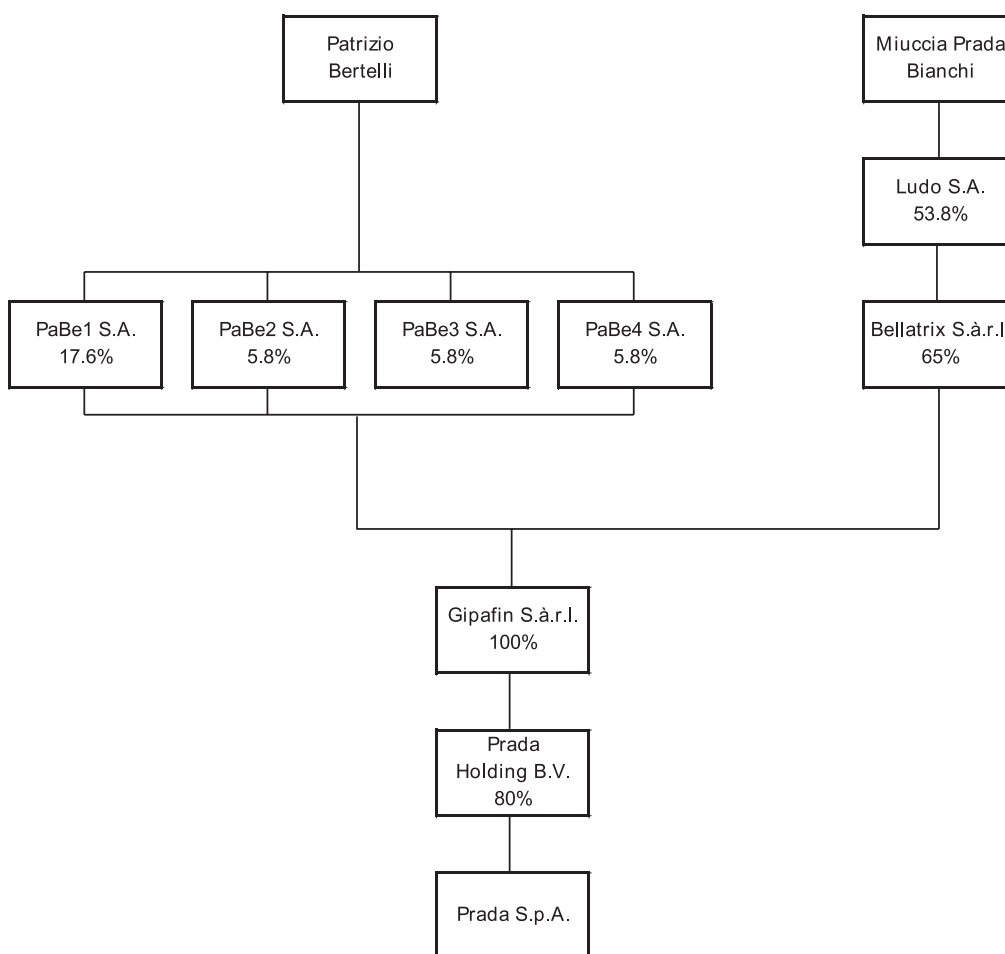 Patrizio
Bertelli
Miuccia Prada
Bianchi
Ludo S.A.
53.8%
PaBe1 S.A.
17.6%
PaBe2 S.A.
5.8%
PaBe3 S.A.
5.8%
PaBe4 S.A.
5.8%
Bellatrix S.à.r.l
65%
Gipafin S.à.r.l.
100%
Prada
Holding B.V.
80%
Prada S.p.A.